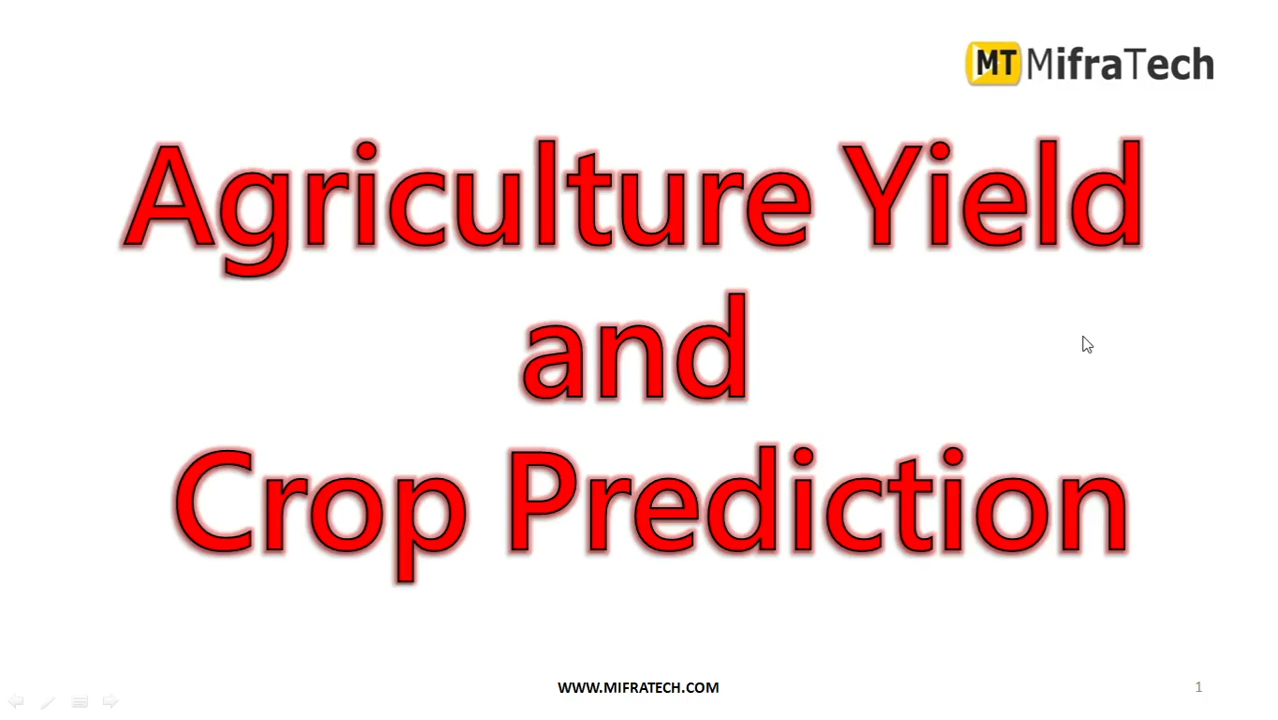 MT MifraTech
Agriculture Yield
and
Crop Prediction
WWW.MIFRATECH.COM
1